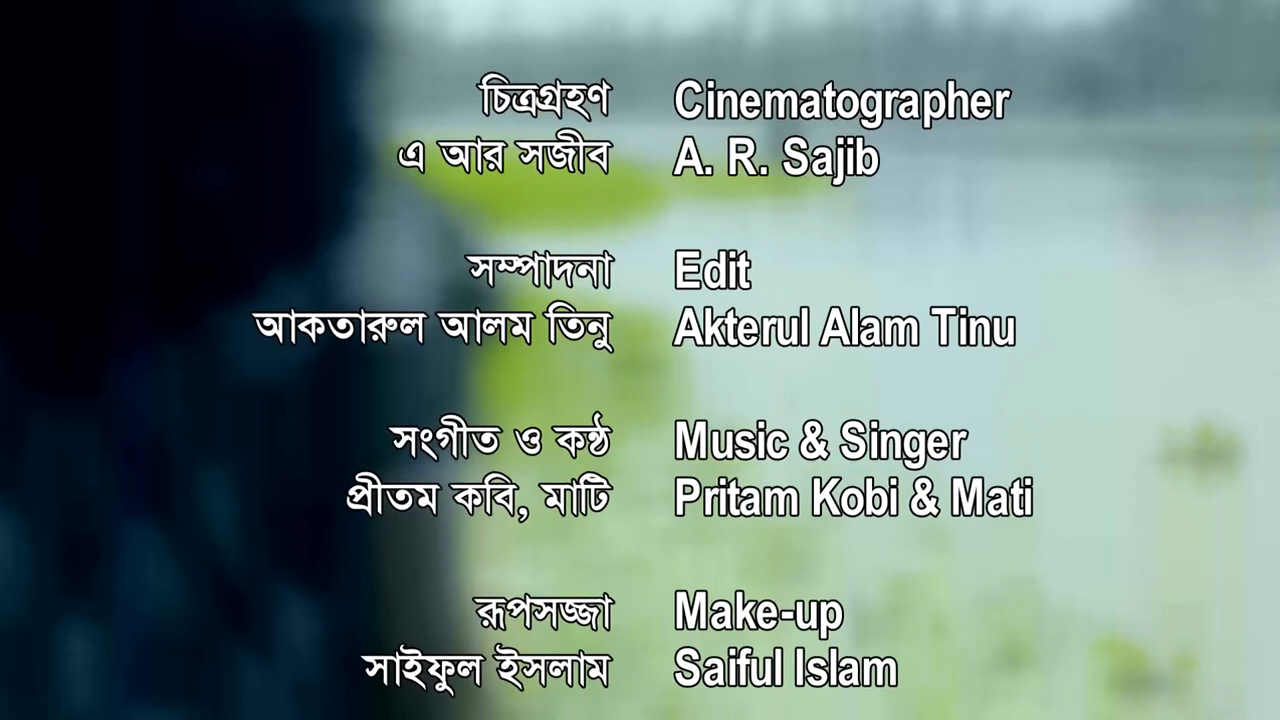 চিত্রগ্রহণ Cinematographer
এ আর সজীব A. R. Sajib
সম্পাদনা Edit
আকতারুল আলম তিনু Akterul Alam Tinu
সংগীত ও কন্ঠ Music & Singer
প্রীতম কবি, মাটি Pritam Kobi & Mati
রূপসজ্জা Make-up
সাইফুল ইসলাম Saiful Islam